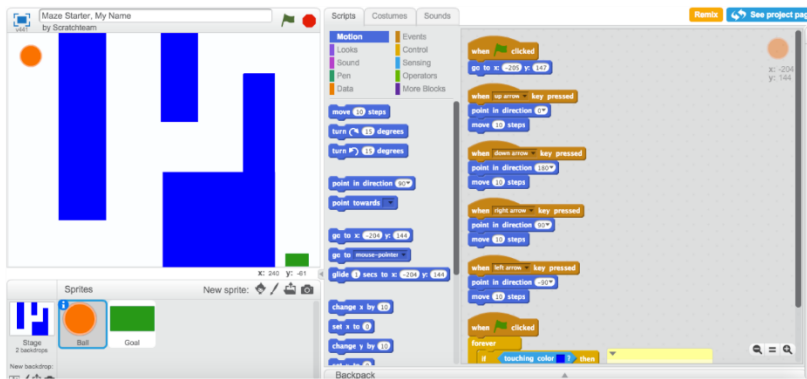 Maze Starter, My Name
by Scratchteam
Scripts
Costumes
Sounds
Remix
See project pag
Motion
Events
Looks
Control
Sound
Sensing
Pen
Operators
Data
More Blocks
move 10 steps
turn 15 degrees
turn 15 degrees
point in direction 90
point towards
go to x: -204 y: 144
go to mouse-pointer
glide 1 secs to x: -204 y: 144
change x by 10
set x to 0
change y by 10
when clicked
go to x: -205 y: 147
when up arrow key pressed
point in direction 0
move 10 steps
when down arrow key pressed
point in direction 180
move 10 steps
when right arrow key pressed
point in direction 90
move 10 steps
when left arrow key pressed
point in direction -90
move 10 steps
when clicked
forever
if touching color ? then
x: -204
y: 144
x: 240 y: -61
Sprites
New sprite:
Stage
2 backdrops
New backdrop:
Ball
Goal
Backpack